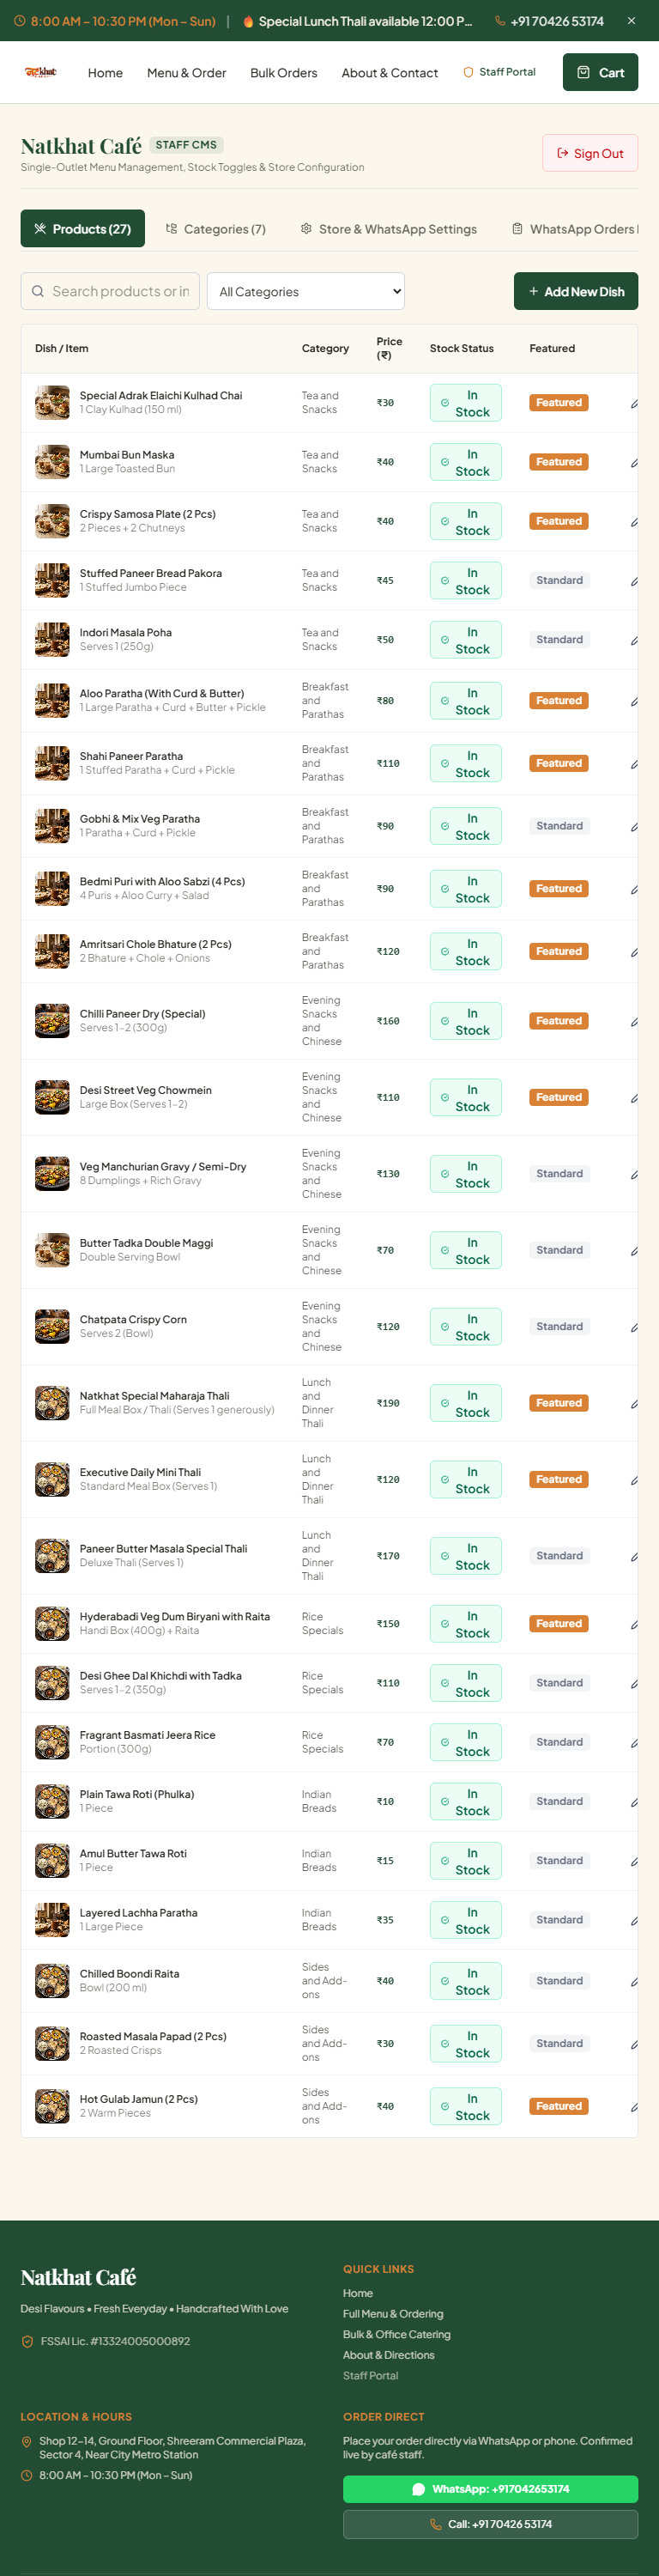 8:00 AM – 10:30 PM (Mon – Sun) | 🔥 Special Lunch Thali available 12:00 P... +91 70426 53174
नटkhat Home Menu & Order Bulk Orders About & Contact Staff Portal Cart
Natkhat Café STAFF CMS
Single-Outlet Menu Management, Stock Toggles & Store Configuration
Sign Out
Products (27) Categories (7) Store & WhatsApp Settings WhatsApp Orders
Search products or in All Categories + Add New Dish
Dish / Item Category Price (₹) Stock Status Featured
Special Adrak Elaichi Kulhad Chai Tea and Snacks ₹30 In Stock Featured
1 Clay Kulhad (150 ml)
Mumbai Bun Maska Tea and Snacks ₹40 In Stock Featured
1 Large Toasted Bun
Crispy Samosa Plate (2 Pcs) Tea and Snacks ₹40 In Stock Featured
2 Pieces + 2 Chutneys
Stuffed Paneer Bread Pakora Tea and Snacks ₹45 In Stock Standard
1 Stuffed Jumbo Piece
Indori Masala Poha Tea and Snacks ₹50 In Stock Standard
Serves 1 (250g)
Aloo Paratha (With Curd & Butter) Breakfast and Parathas ₹80 In Stock Featured
1 Large Paratha + Curd + Butter + Pickle
Shahi Paneer Paratha Breakfast and Parathas ₹110 In Stock Featured
1 Stuffed Paratha + Curd + Pickle
Gobhi & Mix Veg Paratha Breakfast and Parathas ₹90 In Stock Standard
1 Paratha + Curd + Pickle
Bedmi Puri with Aloo Sabzi (4 Pcs) Breakfast and Parathas ₹90 In Stock Featured
4 Puris + Aloo Curry + Salad
Amritsari Chole Bhature (2 Pcs) Breakfast and Parathas ₹120 In Stock Featured
2 Bhature + Chole + Onions
Chilli Paneer Dry (Special) Evening Snacks and Chinese ₹160 In Stock Featured
Serves 1–2 (300g)
Desi Street Veg Chowmein Evening Snacks and Chinese ₹110 In Stock Featured
Large Box (Serves 1–2)
Veg Manchurian Gravy / Semi-Dry Evening Snacks and Chinese ₹130 In Stock Standard
8 Dumplings + Rich Gravy
Butter Tadka Double Maggi Evening Snacks and Chinese ₹70 In Stock Standard
Double Serving Bowl
Chatpata Crispy Corn Evening Snacks and Chinese ₹120 In Stock Standard
Serves 2 (Bowl)
Natkhat Special Maharaja Thali Lunch and Dinner Thali ₹190 In Stock Featured
Full Meal Box / Thali (Serves 1 generously)
Executive Daily Mini Thali Lunch and Dinner Thali ₹120 In Stock Featured
Standard Meal Box (Serves 1)
Paneer Butter Masala Special Thali Lunch and Dinner Thali ₹170 In Stock Standard
Deluxe Thali (Serves 1)
Hyderabadi Veg Dum Biryani with Raita Rice Specials ₹150 In Stock Featured
Handi Box (400g) + Raita
Desi Ghee Dal Khichdi with Tadka Rice Specials ₹110 In Stock Standard
Serves 1–2 (350g)
Fragrant Basmati Jeera Rice Rice Specials ₹70 In Stock Standard
Portion (300g)
Plain Tawa Roti (Phulka) Indian Breads ₹10 In Stock Standard
1 Piece
Amul Butter Tawa Roti Indian Breads ₹15 In Stock Standard
1 Piece
Layered Lachha Paratha Indian Breads ₹35 In Stock Standard
1 Large Piece
Chilled Boondi Raita Sides and Add-ons ₹40 In Stock Standard
Bowl (200 ml)
Roasted Masala Papad (2 Pcs) Sides and Add-ons ₹30 In Stock Standard
2 Roasted Crisps
Hot Gulab Jamun (2 Pcs) Sides and Add-ons ₹40 In Stock Featured
2 Warm Pieces
Natkhat Café
Desi Flavours • Fresh Everyday • Handcrafted With Love
FSSAI Lic. #13324005000892
QUICK LINKS
Home
Full Menu & Ordering
Bulk & Office Catering
About & Directions
Staff Portal
LOCATION & HOURS
Shop 12-14, Ground Floor, Shreeram Commercial Plaza,
Sector 4, Near City Metro Station
8:00 AM – 10:30 PM (Mon – Sun)
ORDER DIRECT
Place your order directly via WhatsApp or phone. Confirmed
live by café staff.
WhatsApp: +917042653174
Call: +91 70426 53174